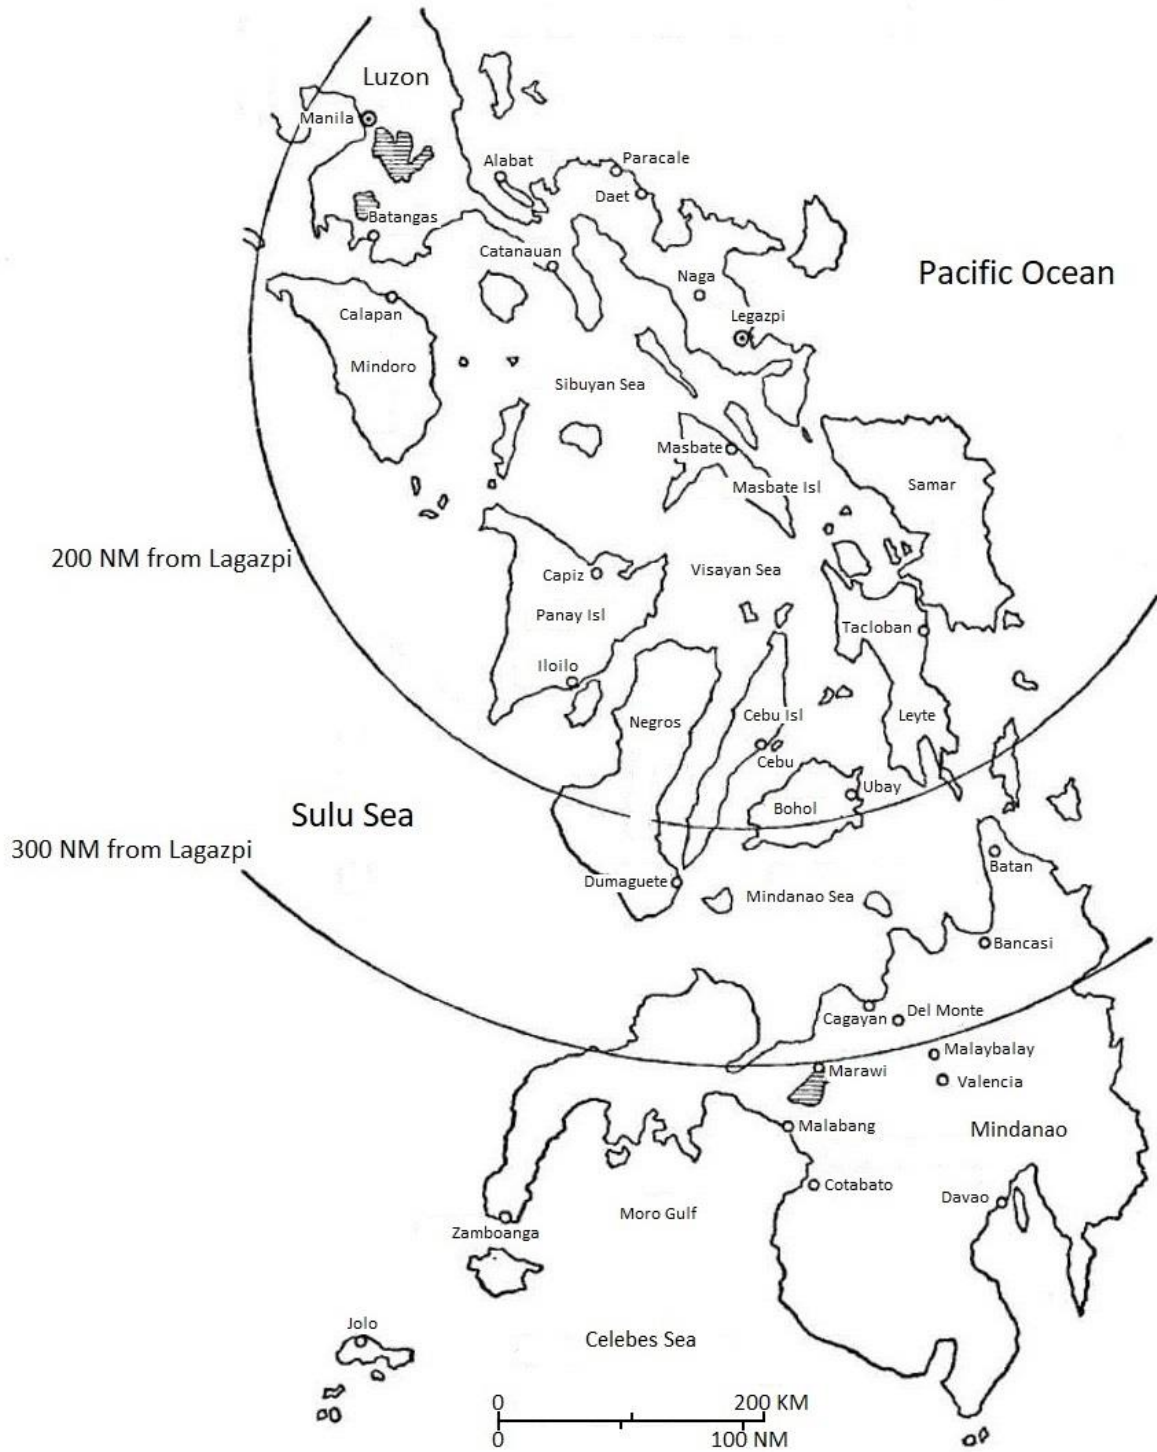 Luzon
Manila
Alabat
Paracale
Daet
Batangas
Catanauan
Pacific Ocean
Naga
Calapan
Legazpi
Mindoro
Sibuyan Sea
Masbate
Masbate Isl
Samar
200 NM from Lagazpi
Capiz
Visayan Sea
Panay Isl
Tacloban
Iloilo
Negros
Cebu Isl
Leyte
Cebu
Ubay
Bohol
Sulu Sea
300 NM from Lagazpi
Batan
Dumaguete
Mindanao Sea
Bancasi
Cagayan
Del Monte
Malaybalay
Marawi
Valencia
Malabang
Mindanao
Cotabato
Davao
Moro Gulf
Zamboanga
Jolo
Celebes Sea
0 200 KM
0 100 NM